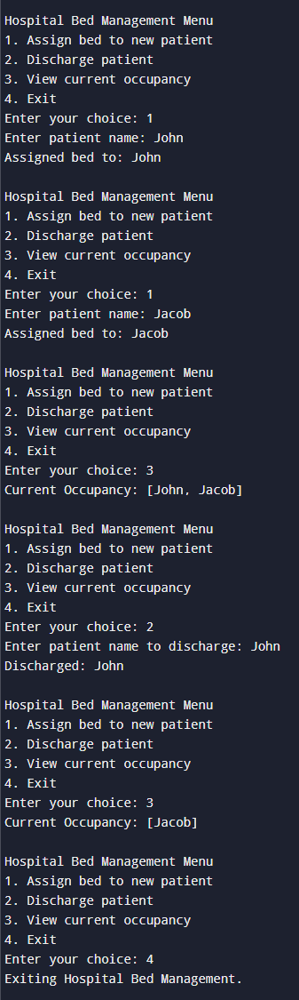 Hospital Bed Management Menu
1. Assign bed to new patient
2. Discharge patient
3. View current occupancy
4. Exit
Enter your choice: 1
Enter patient name: John
Assigned bed to: John

Hospital Bed Management Menu
1. Assign bed to new patient
2. Discharge patient
3. View current occupancy
4. Exit
Enter your choice: 1
Enter patient name: Jacob
Assigned bed to: Jacob

Hospital Bed Management Menu
1. Assign bed to new patient
2. Discharge patient
3. View current occupancy
4. Exit
Enter your choice: 3
Current Occupancy: [John, Jacob]

Hospital Bed Management Menu
1. Assign bed to new patient
2. Discharge patient
3. View current occupancy
4. Exit
Enter your choice: 2
Enter patient name to discharge: John
Discharged: John

Hospital Bed Management Menu
1. Assign bed to new patient
2. Discharge patient
3. View current occupancy
4. Exit
Enter your choice: 3
Current Occupancy: [Jacob]

Hospital Bed Management Menu
1. Assign bed to new patient
2. Discharge patient
3. View current occupancy
4. Exit
Enter your choice: 4
Exiting Hospital Bed Management.